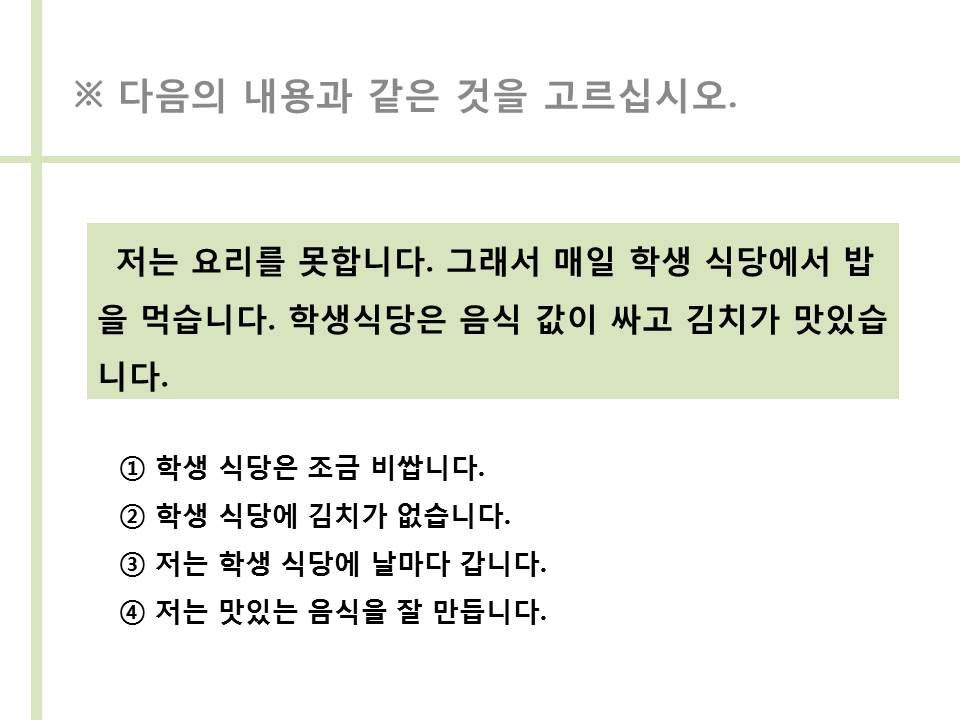 ※ 다음의 내용과 같은 것을 고르십시오.
저는 요리를 못합니다. 그래서 매일 학생 식당에서 밥
을 먹습니다. 학생식당은 음식 값이 싸고 김치가 맛있습
니다.
① 학생 식당은 조금 비쌉니다.
② 학생 식당에 김치가 없습니다.
③ 저는 학생 식당에 날마다 갑니다.
④ 저는 맛있는 음식을 잘 만듭니다.